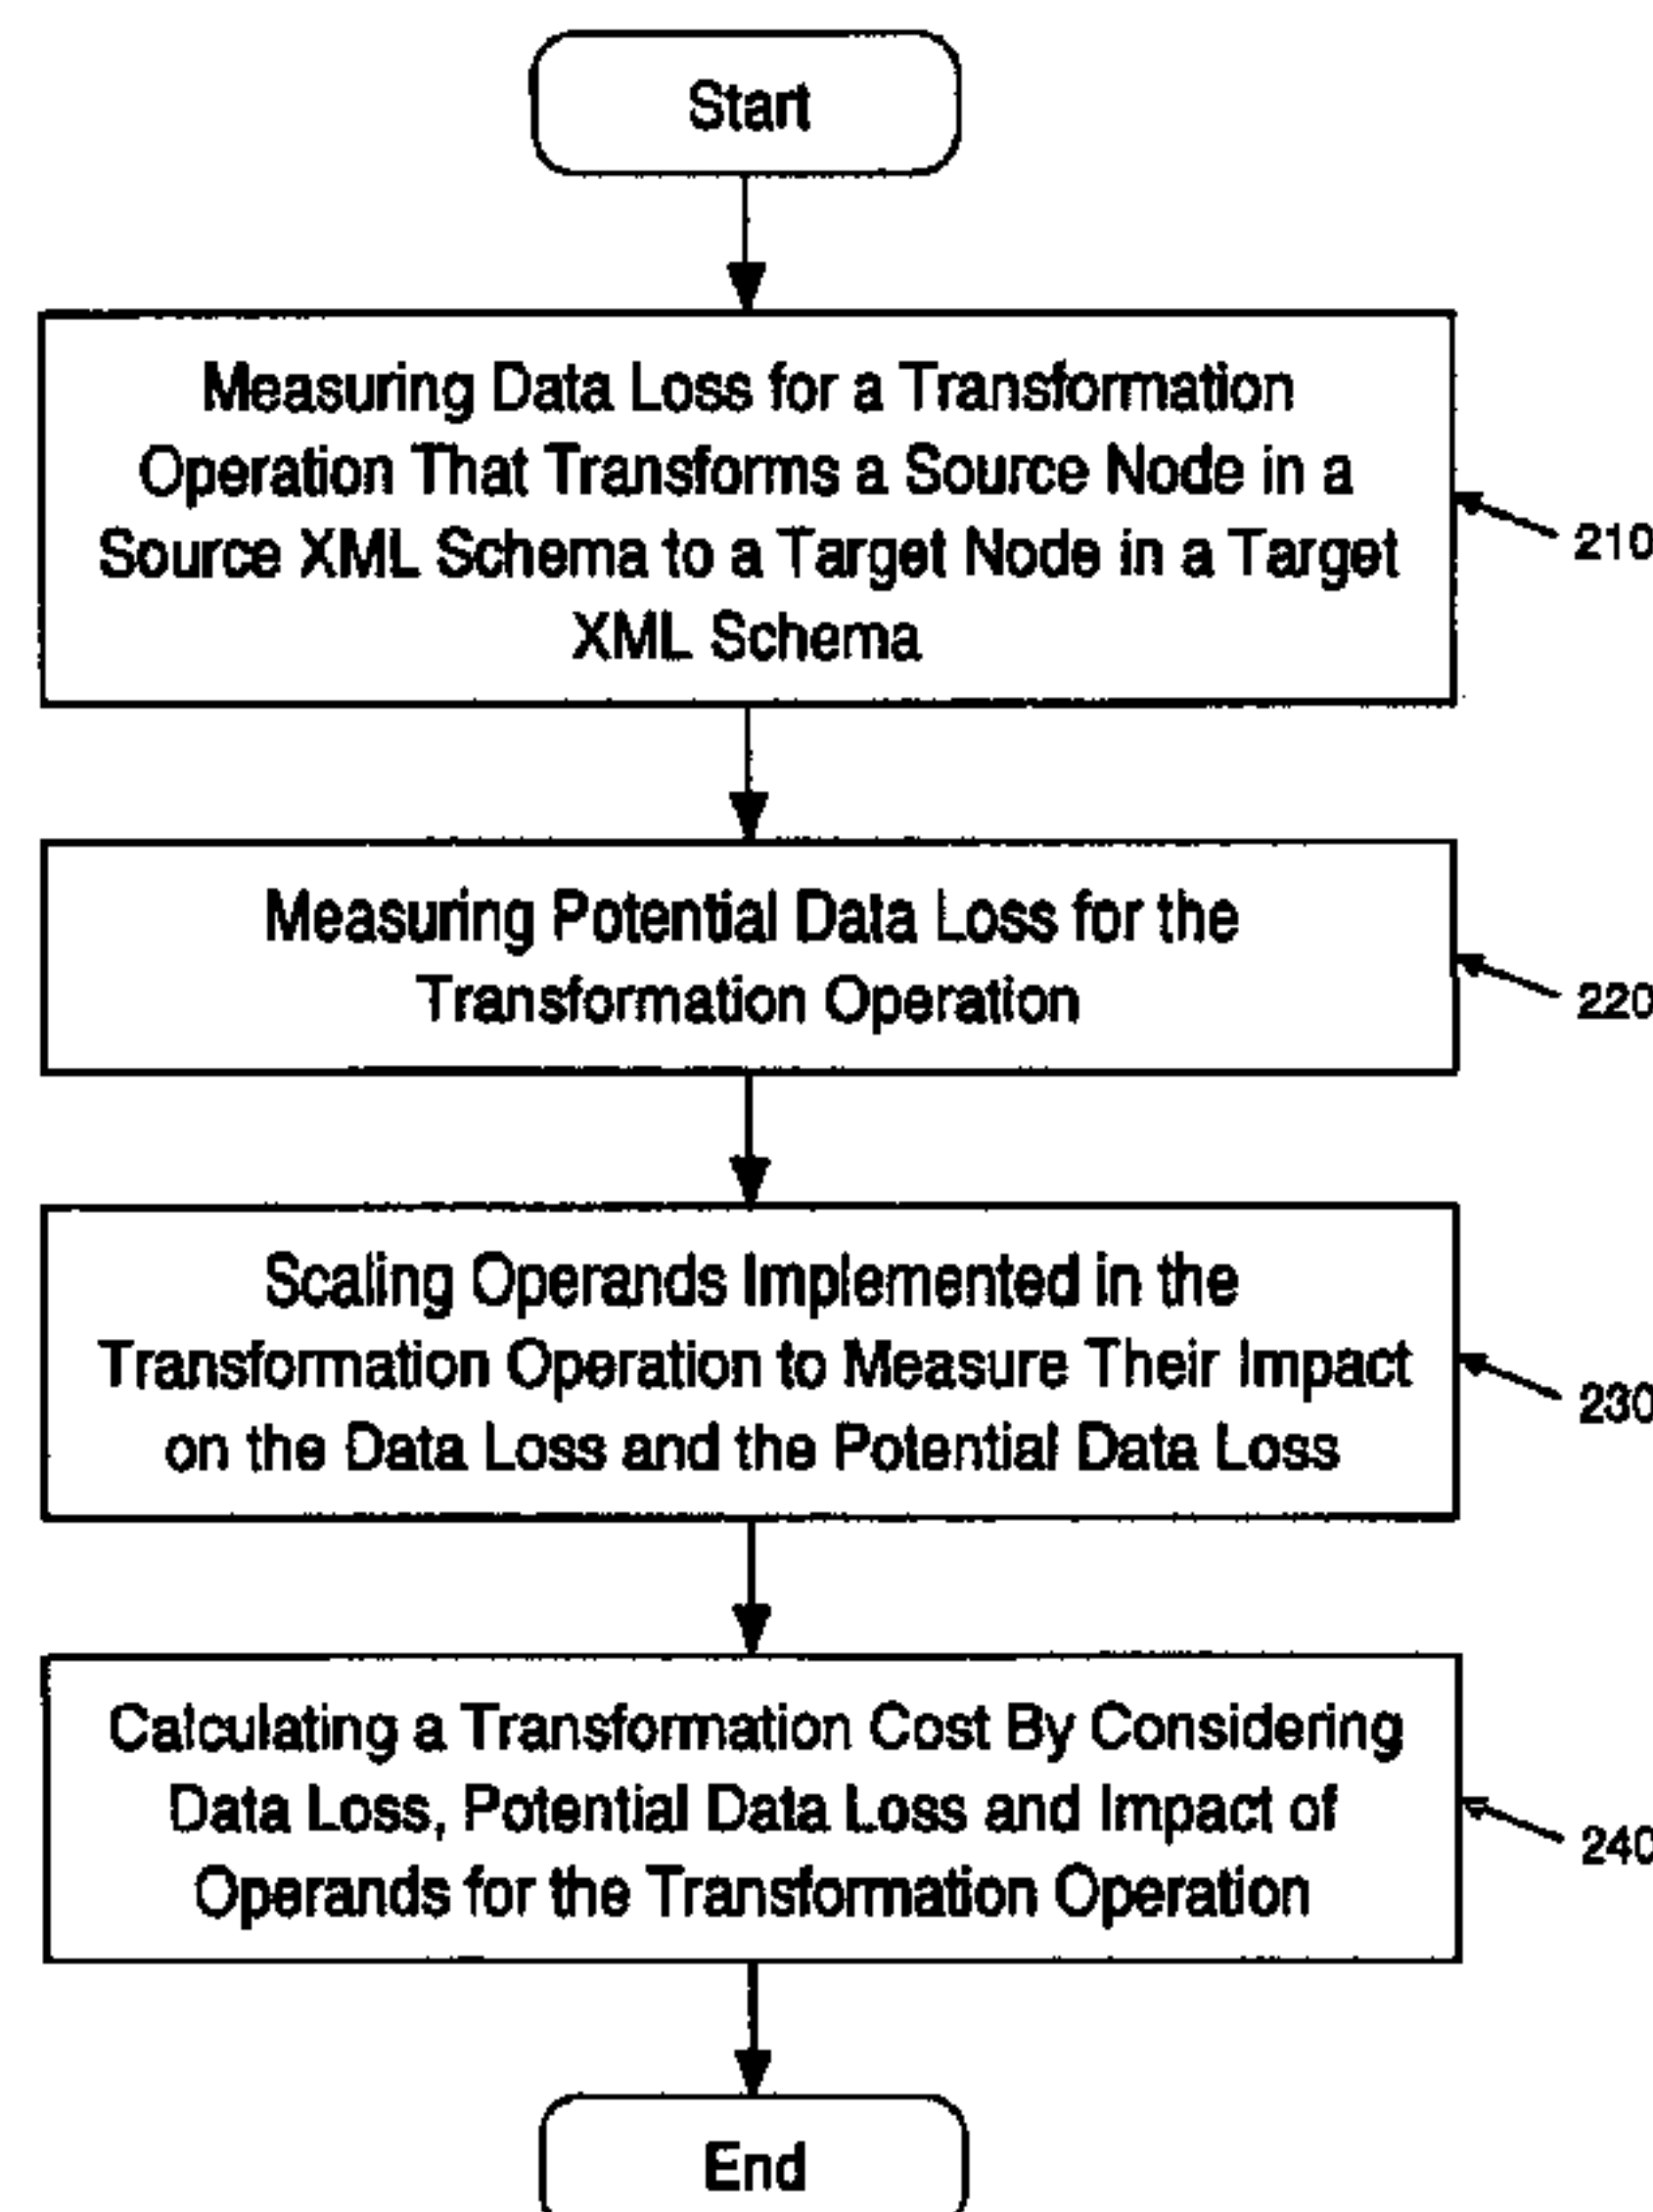 Start
Measuring Data Loss for a Transformation
Operation That Transforms a Source Node in a
Source XML Schema to a Target Node in a Target
XML Schema
210
Measuring Potential Data Loss for the
Transformation Operation
220
Scaling Operands Implemented in the
Transformation Operation to Measure Their Impact
on the Data Loss and the Potential Data Loss
230
Calculating a Transformation Cost By Considering
Data Loss, Potential Data Loss and Impact of
Operands for the Transformation Operation
240
End